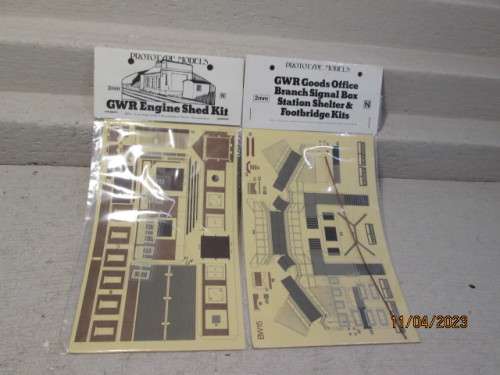 PROTOTYPE MODELS
2mm
N
GWR Engine Shed Kit
PROTOTYPE MODELS
GWR Goods Office
Branch Signal Box
2mm
N
Station Shelter &
Footbridge Kits
11/04/2023